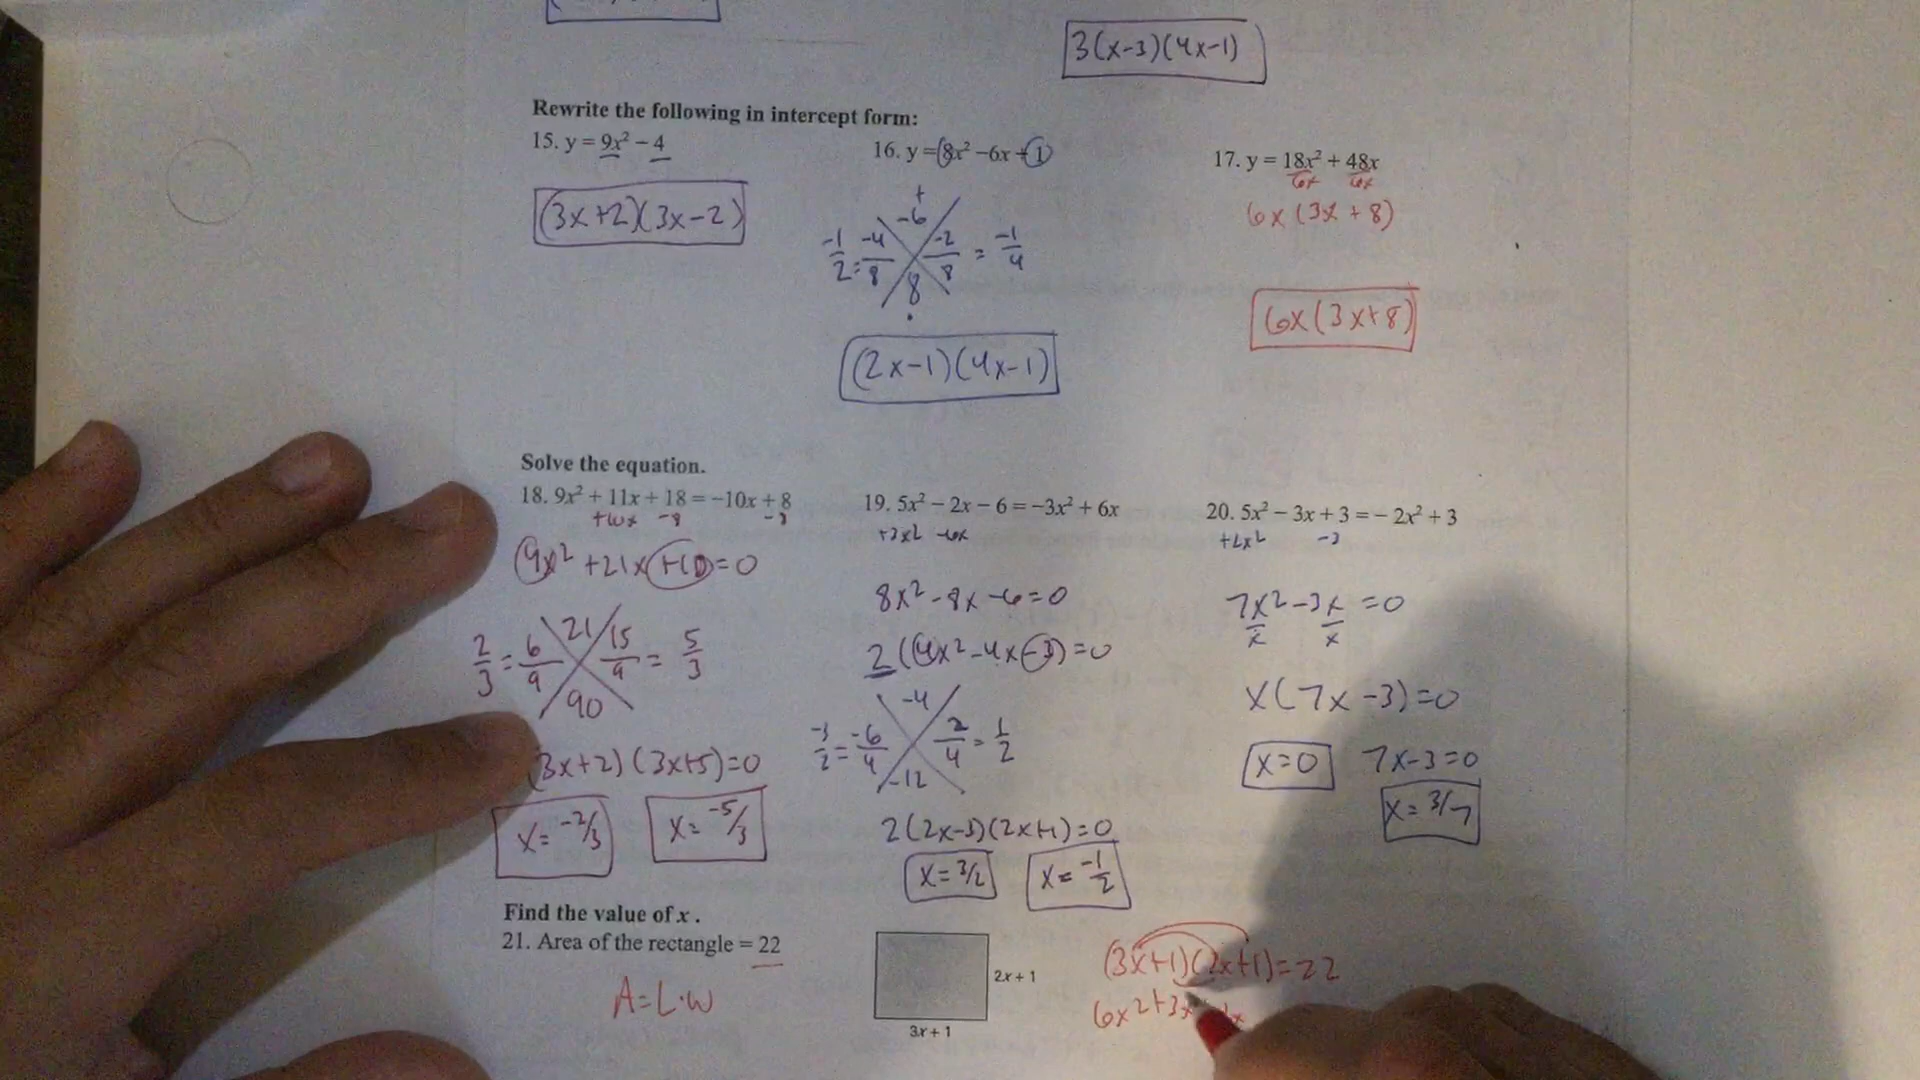 3(x-3)(4x-1)
Rewrite the following in intercept form:
15. y = 9x² − 4
(3x+2)(3x-2)
16. y = 8x² −6x + 1
+
-6
-1/2 = -4/8
-2/8 = -1/4
8
(2x-1)(4x-1)
17. y = 18x² + 48x
6x 6x
6x(3x+8)
6x(3x+8)
Solve the equation.
18. 9x² + 11x + 18 = −10x + 8
+10x -8 -8
9x²+21x+10=0
21
2/3 = 6/9
15/9 = 5/3
90
(3x+2)(3x+5)=0
x=-2/3 x=-5/3
19. 5x² − 2x − 6 = −3x² + 6x
+3x² -6x
8x²-8x-6=0
2(4x²-4x-3)=0
-4
-3/2 = -6/4
2/4 = 1/2
-12
2(2x-3)(2x+1)=0
x=3/2 x=-1/2
20. 5x² − 3x + 3 = − 2x² + 3
+2x² -3
7x²-3x=0
x x
x(7x-3)=0
x=0 7x-3=0
x=3/7
Find the value of x .
21. Area of the rectangle = 22
A=L·W
2x + 1
3x + 1
(3x+1)(2x+1)=22
6x²+3x